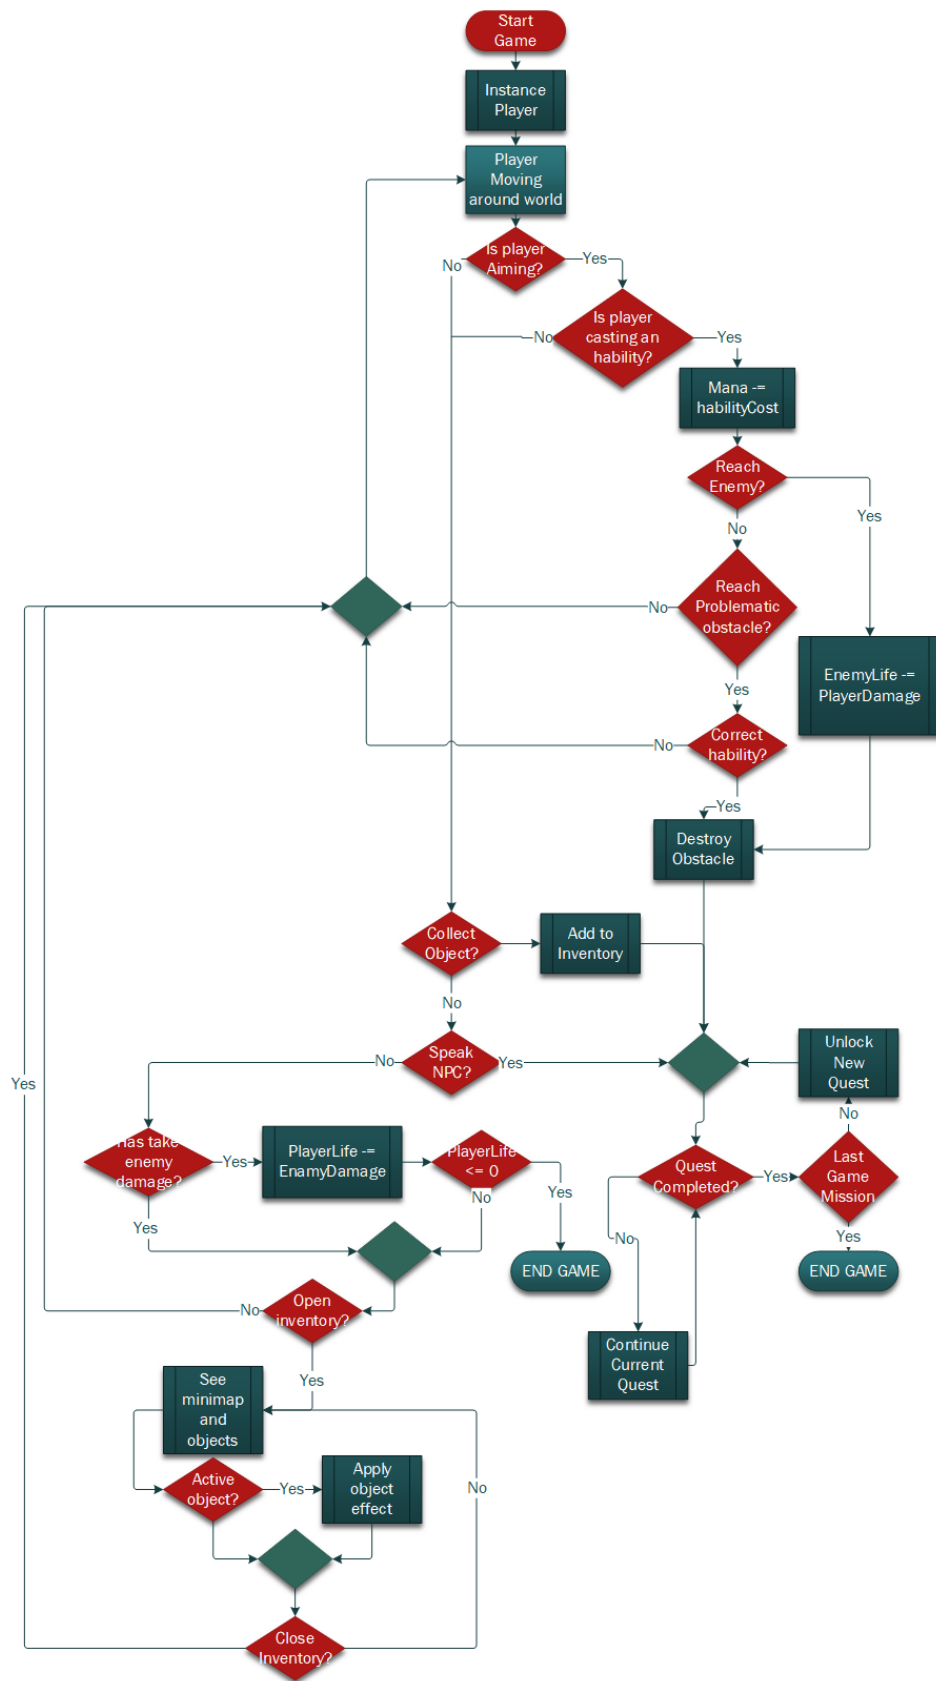 Start
Game
Instance
Player
Player
Moving
around world
Is player
Aiming?
No
Yes
Is player
casting an
hability?
No
Yes
Mana -=
habilityCost
Reach
Enemy?
Yes
No
Reach
Problematic
obstacle?
No
Yes
EnemyLife -=
PlayerDamage
Correct
hability?
No
Yes
Destroy
Obstacle
Collect
Object?
Add to
Inventory
No
Speak
NPC?
No
Yes
Unlock
New
Quest
Yes
No
Has take
enemy
damage?
Yes
PlayerLife -=
EnamyDamage
PlayerLife
<= 0
Quest
Completed?
Yes
Last
Game
Mission
Yes
No
Yes
No
Yes
END GAME
END GAME
Open
inventory?
No
Continue
Current
Quest
Yes
See
minimap
and
objects
Active
object?
Yes
Apply
object
effect
No
Close
Inventory?